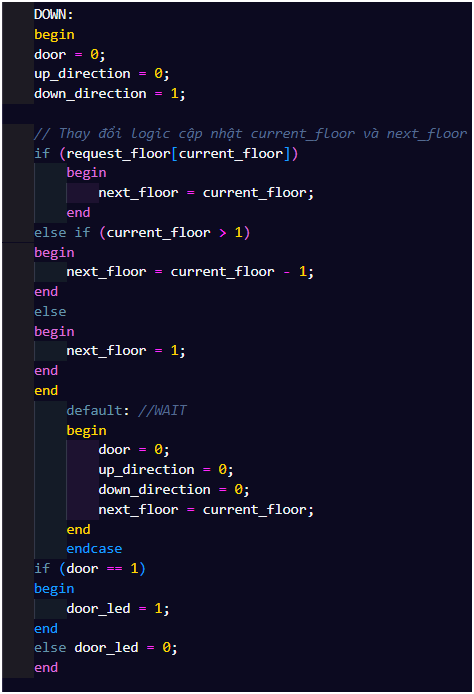 DOWN:
begin
door = 0;
up_direction = 0;
down_direction = 1;
// Thay đổi logic cập nhật current_floor và next_floor
if (request_floor[current_floor])
begin
next_floor = current_floor;
end
else if (current_floor > 1)
begin
next_floor = current_floor - 1;
end
else
begin
next_floor = 1;
end
end
default: //WAIT
begin
door = 0;
up_direction = 0;
down_direction = 0;
next_floor = current_floor;
end
endcase
if (door == 1)
begin
door_led = 1;
end
else door_led = 0;
end